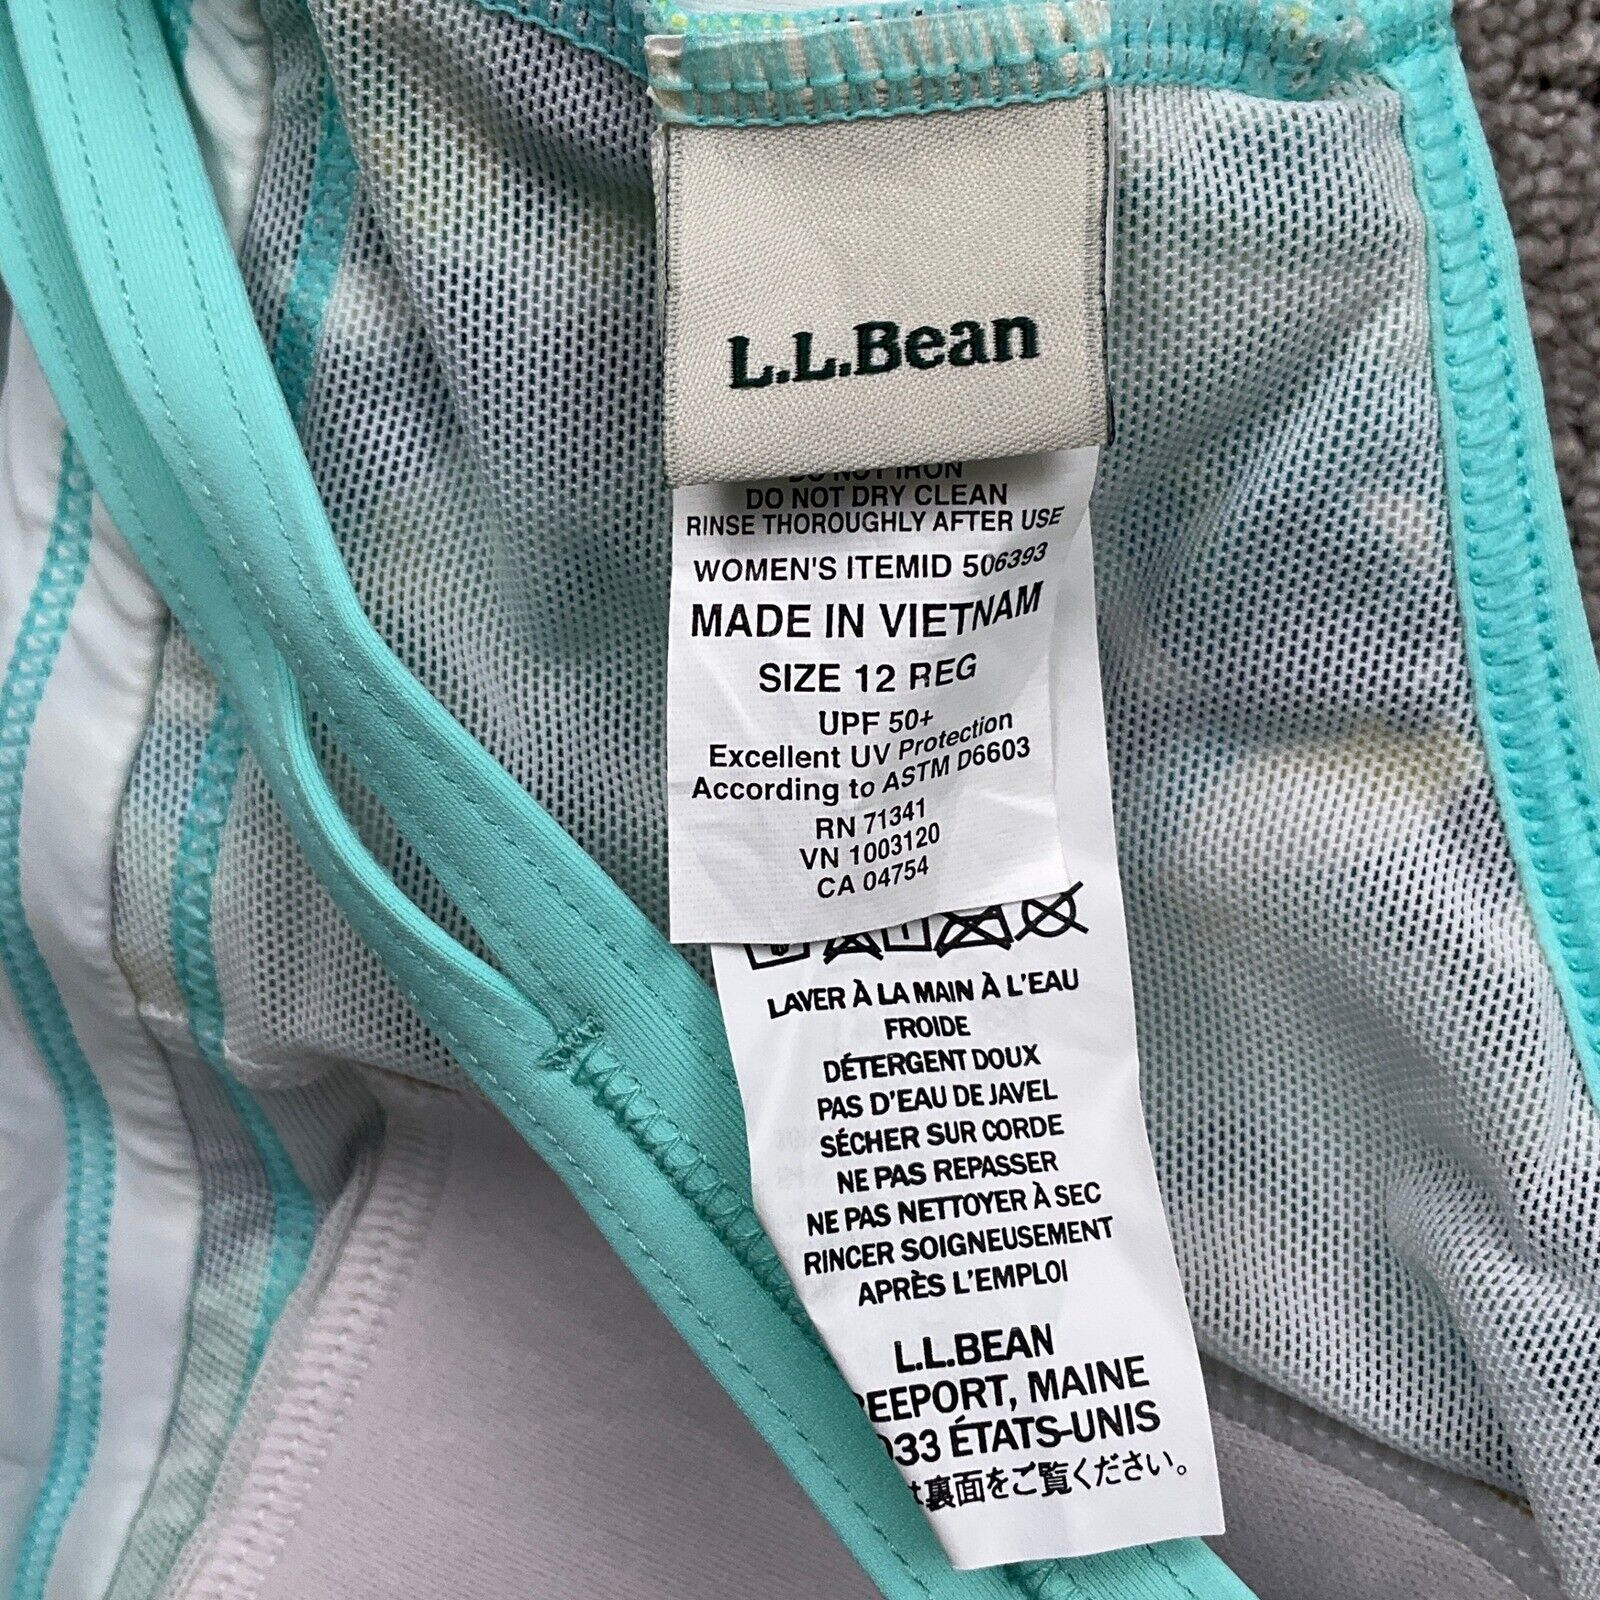 L.L.Bean
DO NOT IRON
DO NOT DRY CLEAN
RINSE THOROUGHLY AFTER USE
WOMEN'S ITEMID 506393
MADE IN VIETNAM
SIZE 12 REG
UPF 50+
Excellent UV Protection
According to ASTM D6603
RN 71341
VN 1003120
CA 04754
LAVER À LA MAIN À L'EAU
FROIDE
DÉTERGENT DOUX
PAS D'EAU DE JAVEL
SÉCHER SUR CORDE
NE PAS REPASSER
NE PAS NETTOYER À SEC
RINCER SOIGNEUSEMENT
APRÈS L'EMPLOI
L.L.BEAN
REEPORT, MAINE
033 ÉTATS-UNIS
は裏面をご覧ください。